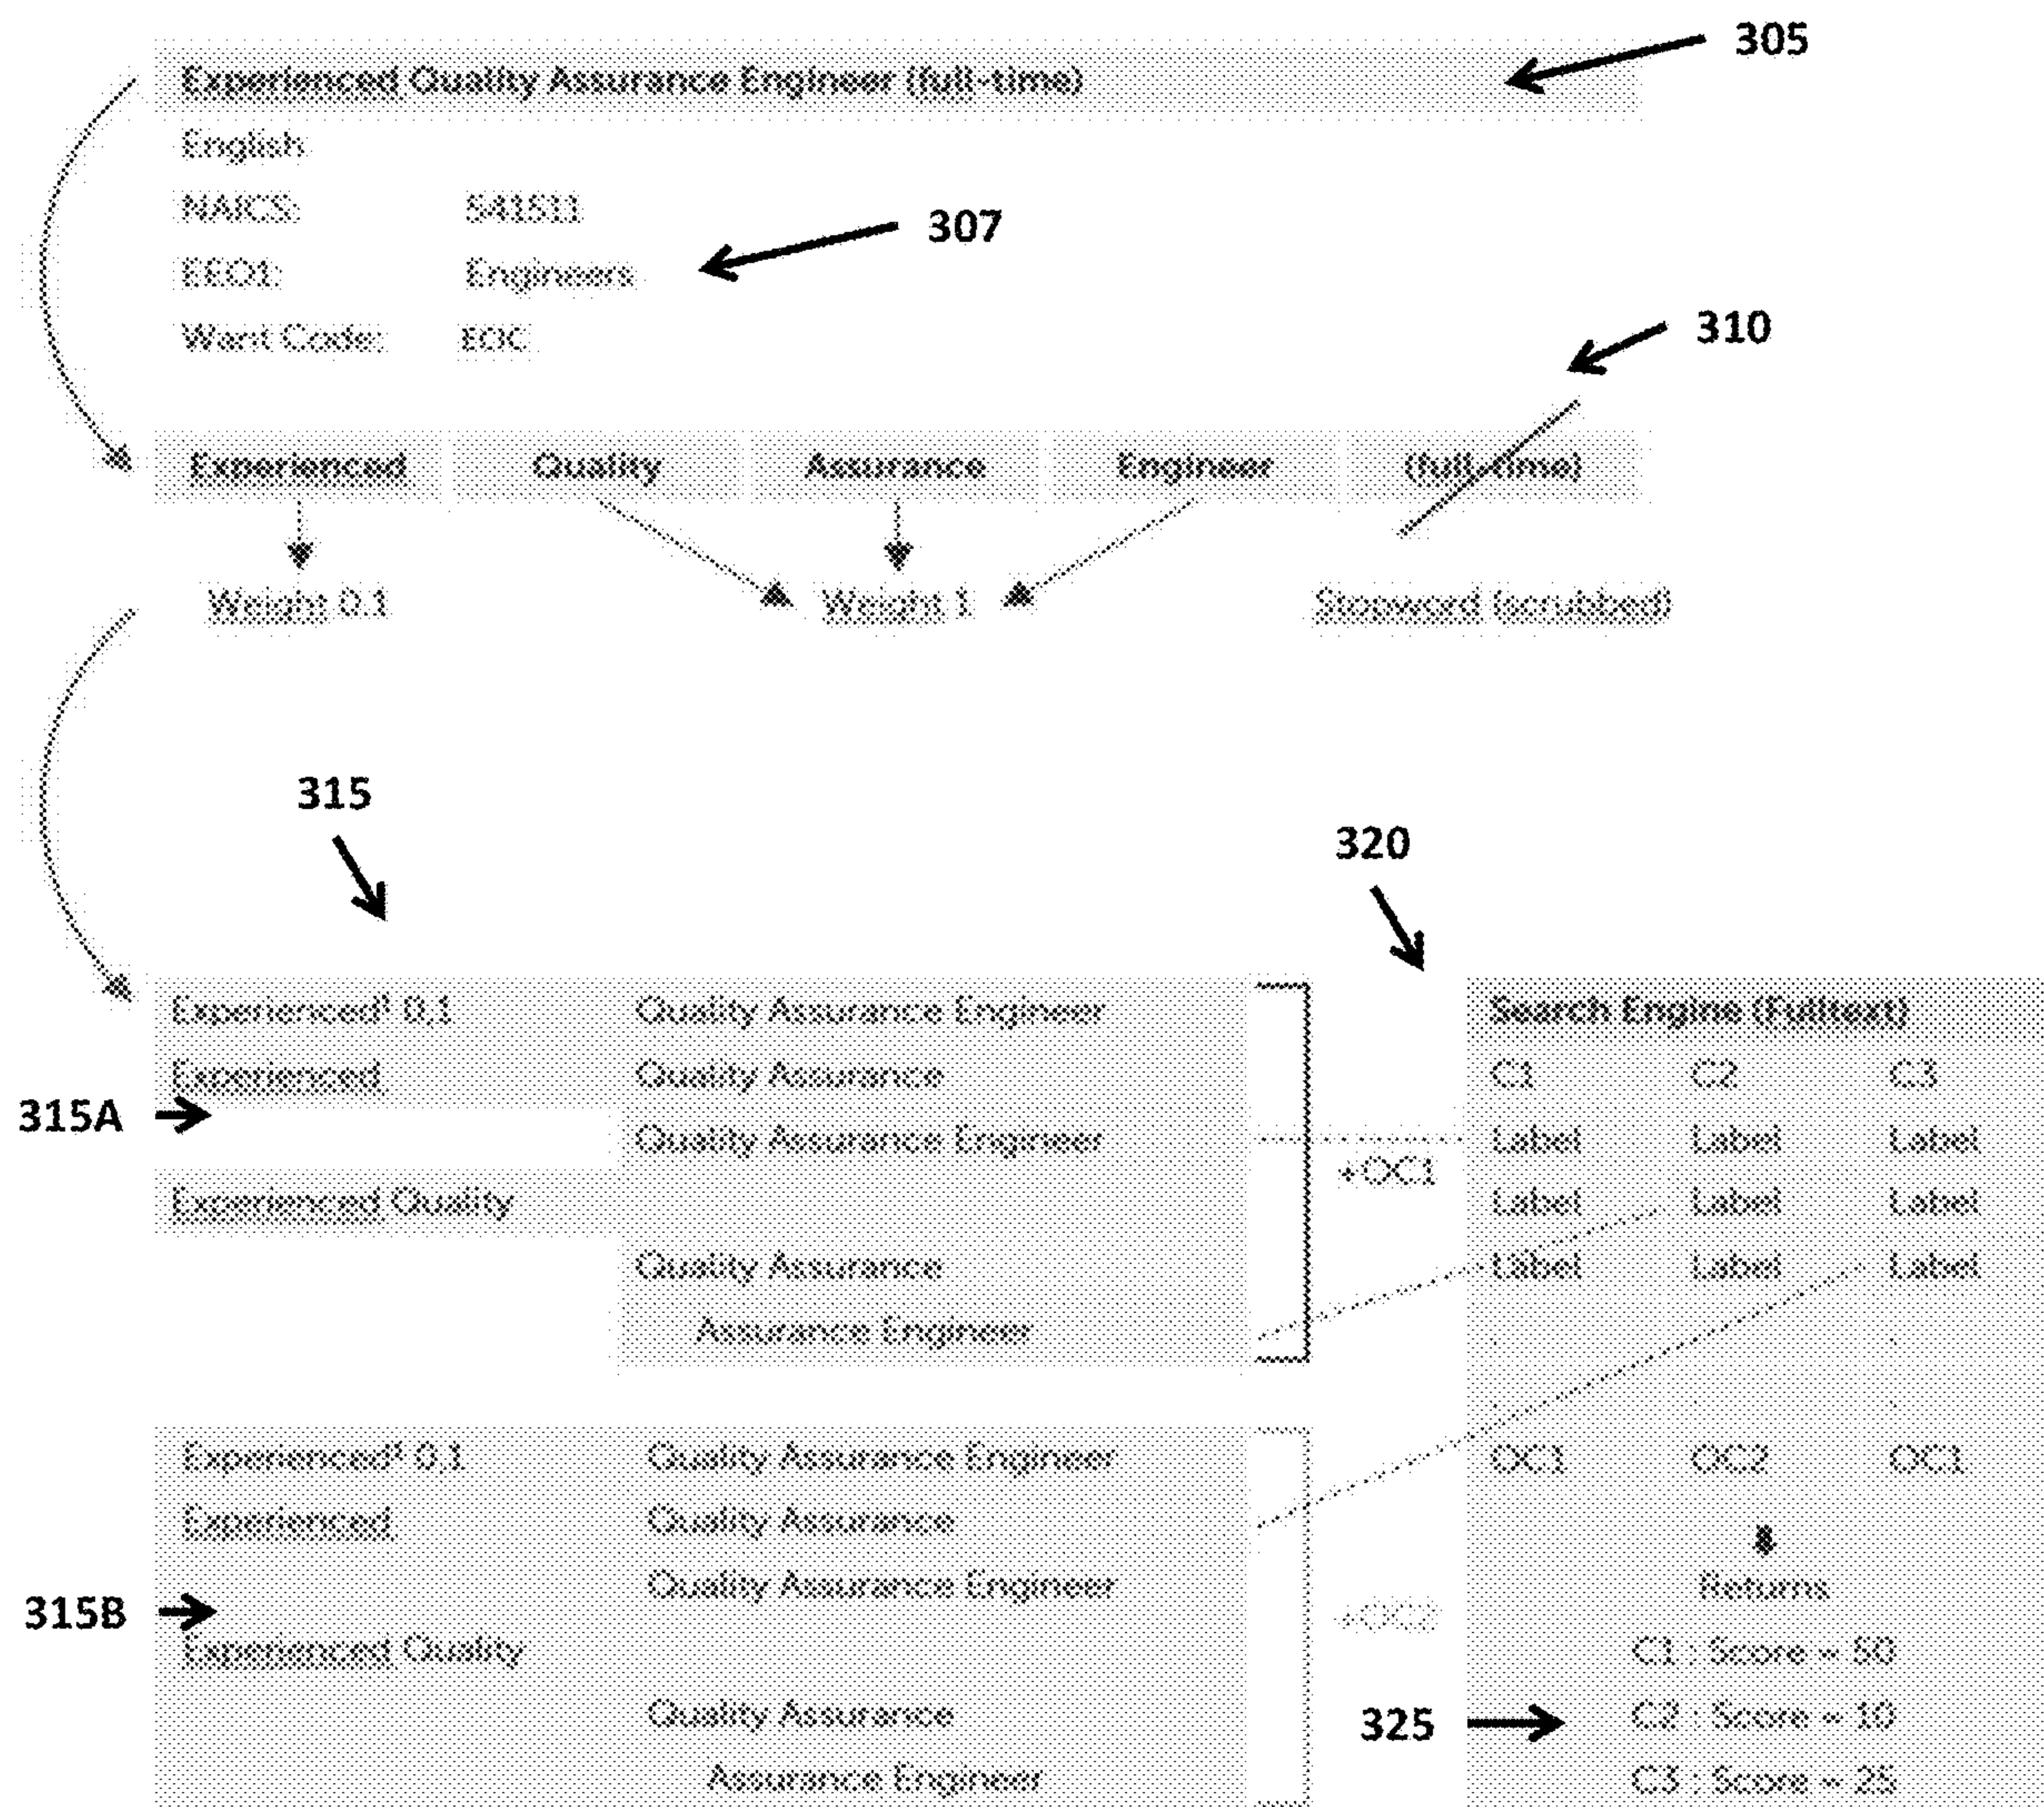 305
Experienced Quality Assurance Engineer (full-time)
English
NAICS: 541511
307
EEO1: Engineers
Want Code: ECIC
310
Experienced Quality Assurance Engineer (full-time)
Weight 0.1 Weight 1 Stopword (scrubbed)
315
320
Experienced³ 0,1 Quality Assurance Engineer Search Engine (Fulltext)
Experienced Quality Assurance C1 C2 C3
315A
Quality Assurance Engineer Label Label Label
+OC1
Experienced Quality Label Label Label
Quality Assurance Label Label Label
Assurance Engineer
Experienced³ 0,1 Quality Assurance Engineer OC1 OC2 OC1
Experienced Quality Assurance
Quality Assurance Engineer Returns
315B +OC2
Experienced Quality C1 : Score = 50
Quality Assurance 325 C2 : Score = 10
Assurance Engineer C3 : Score = 25